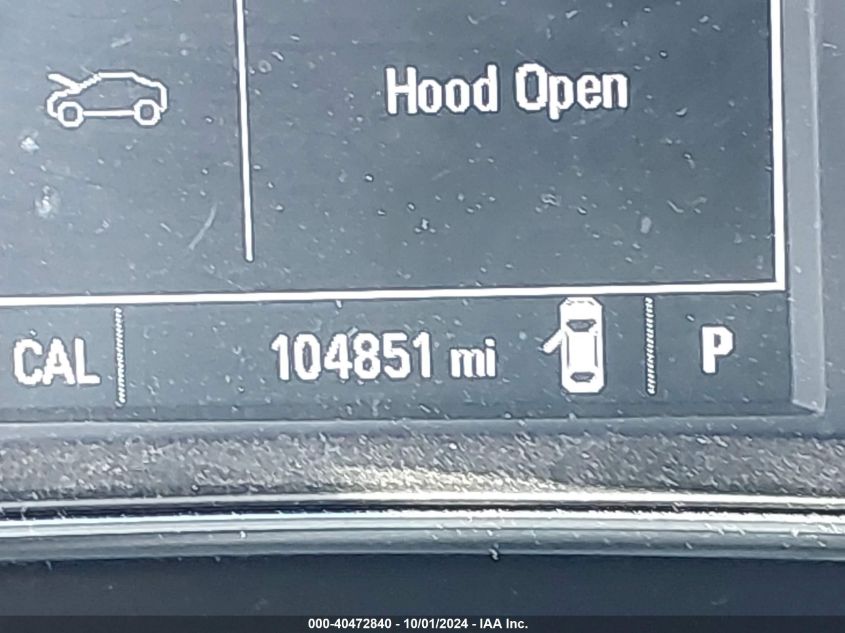 Hood Open
CAL 104851 mi P
000-40472840 - 10/01/2024 - IAA Inc.